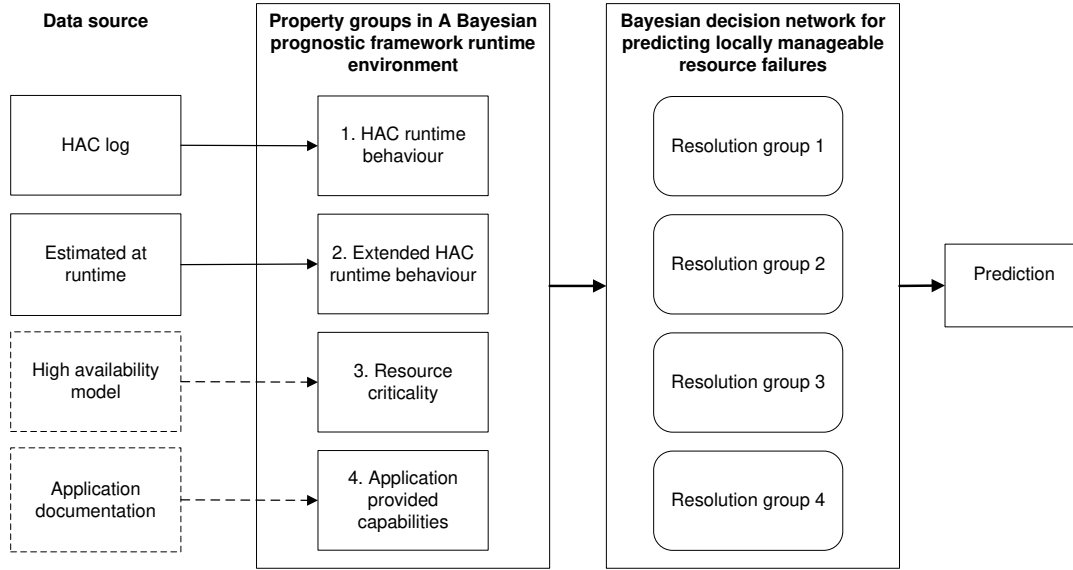 Data source
Property groups in A Bayesian
prognostic framework runtime
environment
Bayesian decision network for
predicting locally manageable
resource failures
HAC log
1. HAC runtime
behaviour
Resolution group 1
Estimated at
runtime
2. Extended HAC
runtime behaviour
Resolution group 2
Prediction
High availability
model
3. Resource
criticality
Resolution group 3
Application
documentation
4. Application
provided
capabilities
Resolution group 4